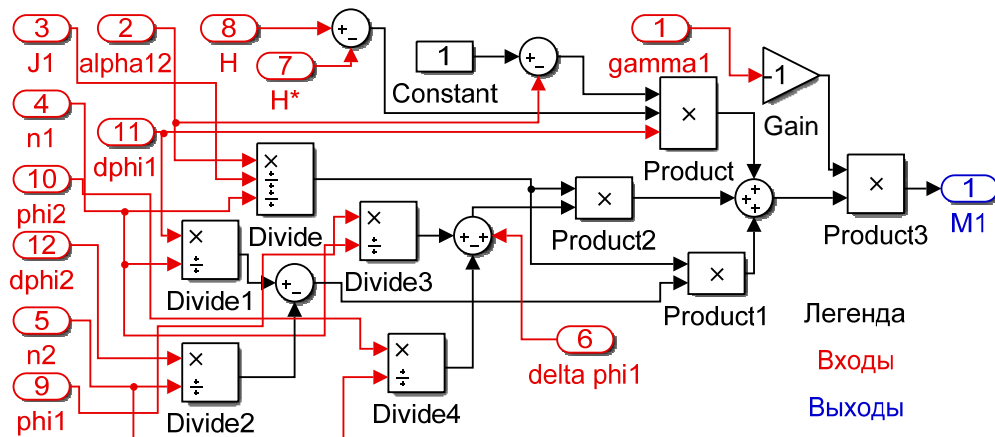 3
J1
2
alpha12
8
H
7
H*
+
−
1
Constant
+
−
1
gamma1
-1
Gain
4
n1
11
dphi1
×
Product
10
phi2
×
÷
÷
Divide
×
÷
Divide3
×
Product2
+
+
+
×
Product3
1
M1
12
dphi2
×
÷
Divide1
+
−
+
−
+
×
Product1
5
n2
×
÷
Divide2
×
÷
Divide4
6
delta phi1
9
phi1
Легенда
Входы
Выходы